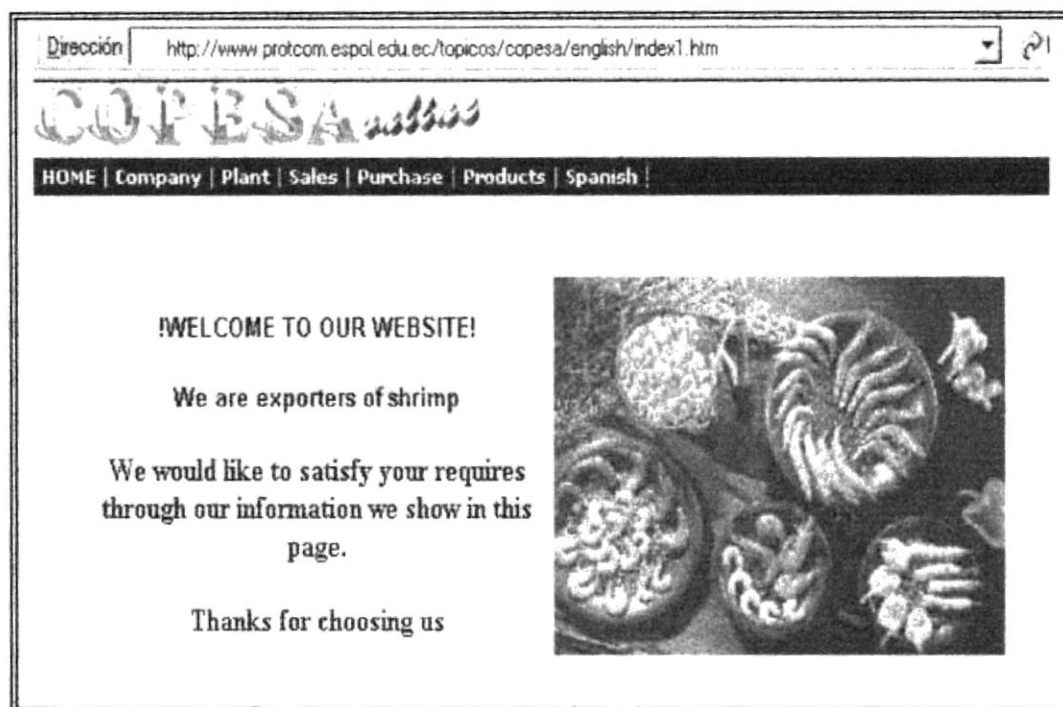 Dirección http://www.protcom.espol.edu.ec/topicos/copesa/english/index1.htm
COPESA
HOME | Company | Plant | Sales | Purchase | Products | Spanish |
!WELCOME TO OUR WEBSITE!
We are exporters of shrimp
We would like to satisfy your requires
through our information we show in this
page.
Thanks for choosing us